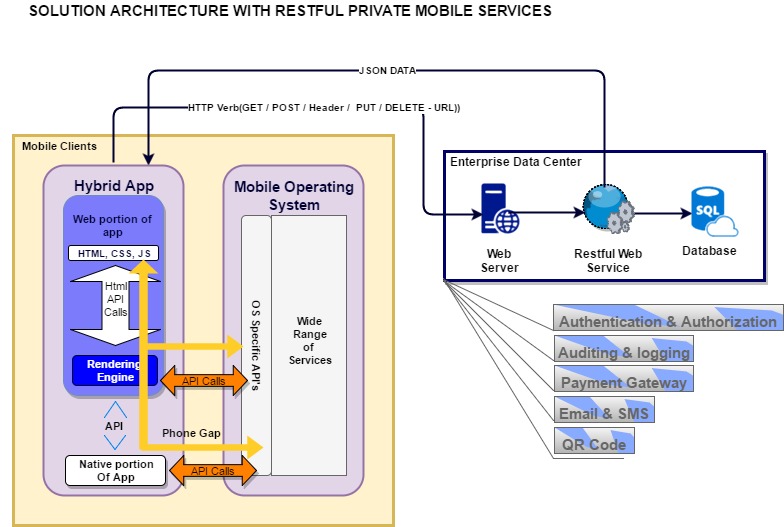 SOLUTION ARCHITECTURE WITH RESTFUL PRIVATE MOBILE SERVICES
JSON DATA
HTTP Verb(GET / POST / Header / PUT / DELETE - URL))
Mobile Clients
Hybrid App
Web portion of
app
HTML, CSS, JS
Html
API
Calls
Rendering
Engine
API
Native portion
Of App
Mobile Operating
System
OS Specific API's
Wide
Range
of
Services
API Calls
Phone Gap
API Calls
Enterprise Data Center
Web
Server
Restful Web
Service
SQL
Database
Authentication & Authorization
Auditing & logging
Payment Gateway
Email & SMS
QR Code